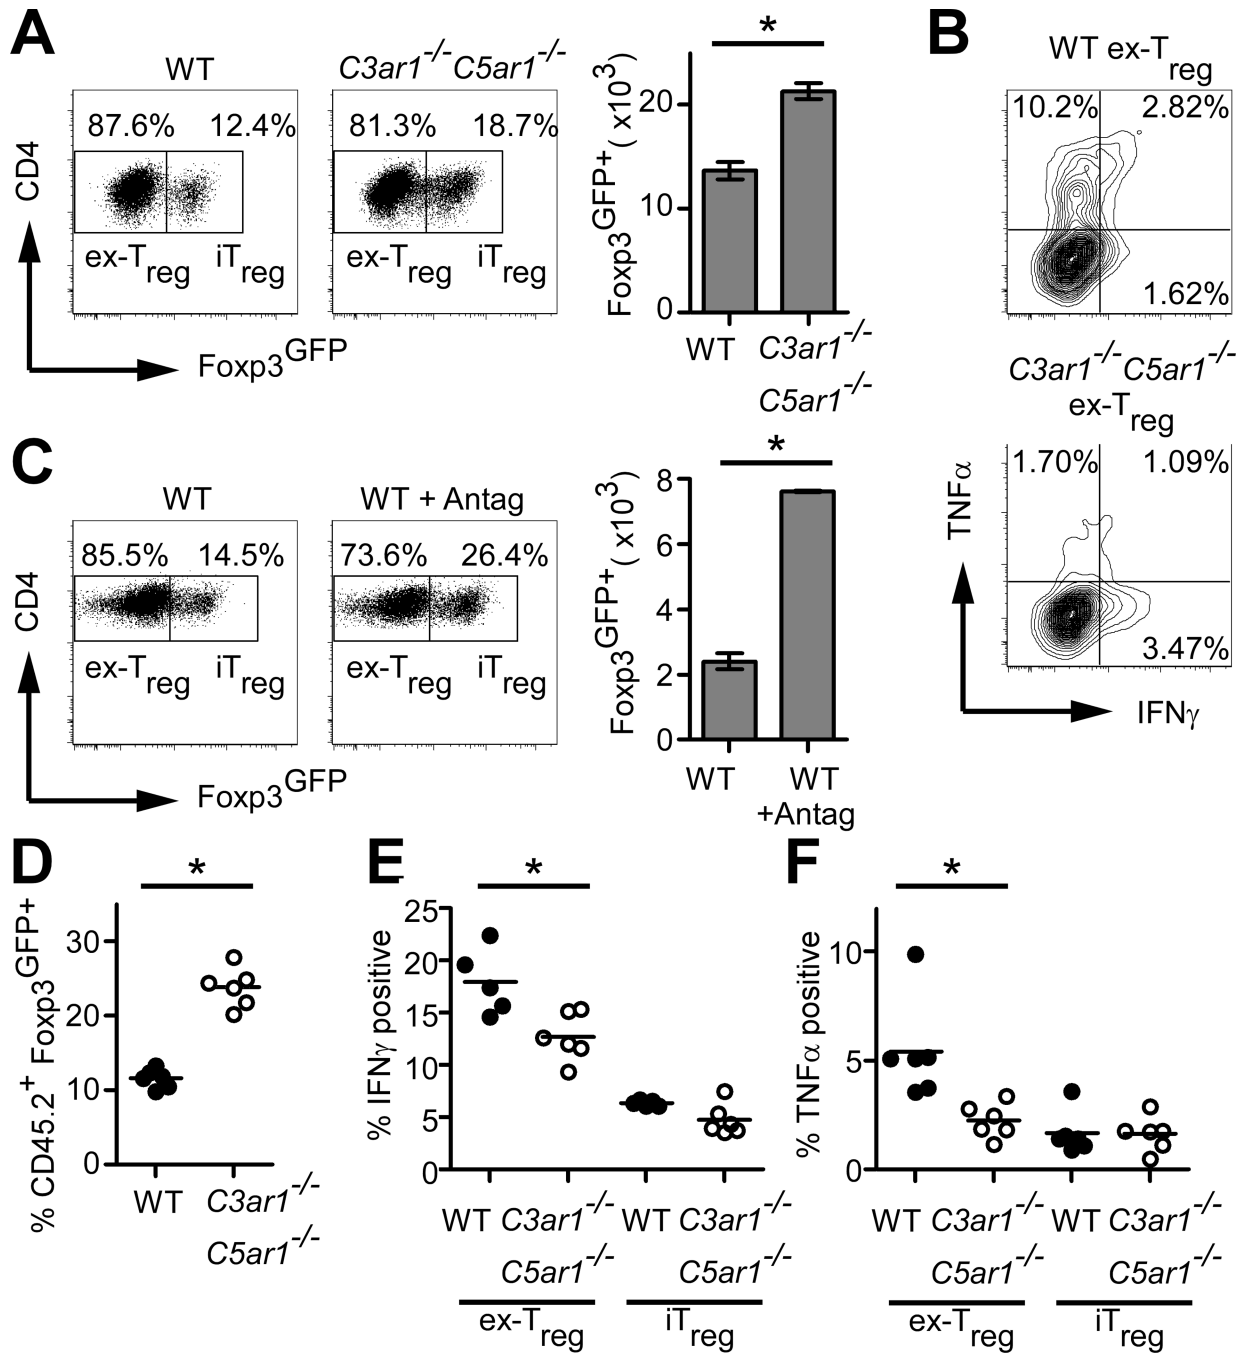 A
WT
C3ar1-/-C5ar1-/-
87.6% 12.4%
81.3% 18.7%
ex-Treg iTreg
ex-Treg iTreg
CD4
Foxp3GFP
*
Foxp3GFP+( x103)
20
10
0
WT C3ar1-/-
C5ar1-/-
B
WT ex-Treg
10.2% 2.82%
1.62%
C3ar1-/-C5ar1-/-
ex-Treg
1.70% 1.09%
3.47%
TNFα
IFNγ
C
WT
WT + Antag
85.5% 14.5%
73.6% 26.4%
ex-Treg iTreg
ex-Treg iTreg
CD4
Foxp3GFP
*
Foxp3GFP+( x103)
8
6
4
2
0
WT WT
+Antag
D
*
% CD45.2+ Foxp3GFP+
30
20
10
0
WT C3ar1-/-
C5ar1-/-
E
*
% IFNγ positive
25
20
15
10
5
0
WT C3ar1-/- WT C3ar1-/-
C5ar1-/- C5ar1-/-
ex-Treg iTreg
F
*
% TNFα positive
10
5
0
WT C3ar1-/- WT C3ar1-/-
C5ar1-/- C5ar1-/-
ex-Treg iTreg